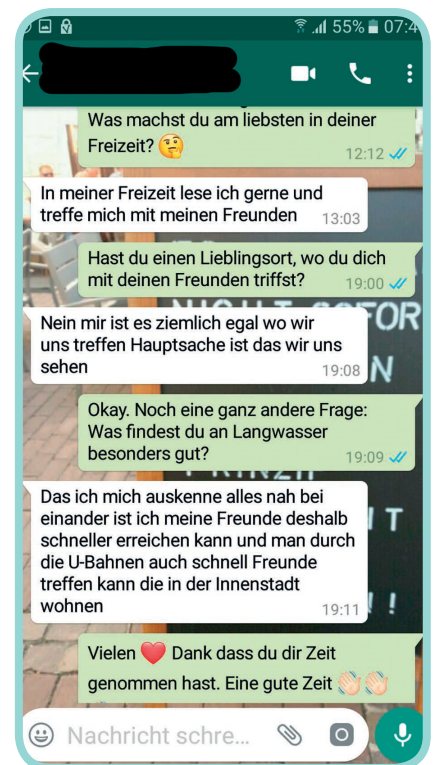 55% 07:4
Was machst du am liebsten in deiner
Freizeit? 🤔
12:12
In meiner Freizeit lese ich gerne und
treffe mich mit meinen Freunden 13:03
Hast du einen Lieblingsort, wo du dich
mit deinen Freunden triffst? 19:00
Nein mir ist es ziemlich egal wo wir
uns treffen Hauptsache ist das wir uns
sehen 19:08
Okay. Noch eine ganz andere Frage:
Was findest du an Langwasser
besonders gut? 19:09
Das ich mich auskenne alles nah bei
einander ist ich meine Freunde deshalb
schneller erreichen kann und man durch
die U-Bahnen auch schnell Freunde
treffen kann die in der Innenstadt
wohnen 19:11
Vielen ❤️ Dank dass du dir Zeit
genommen hast. Eine gute Zeit 👋🏻👋🏻
Nachricht schre...